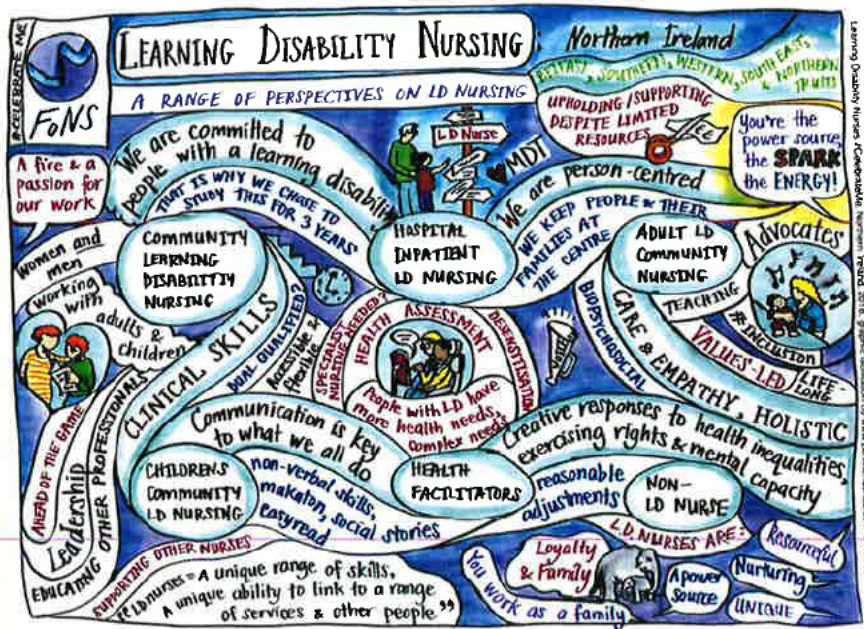 #CELEBRATE ME
FoNS
LEARNING DISABILITY NURSING:
Northern Ireland
BELFAST, SOUTHERN, WESTERN, SOUTH EAST,
& NORTHERN
TRUSTS
A RANGE OF PERSPECTIVES ON LD NURSING
UPHOLDING/SUPPORTING
DESPITE LIMITED
RESOURCES
You're the
power source,
the SPARK
the ENERGY!
A fire & a
passion for
our work
We are committed to
people with a learning disability
THAT IS WHY WE CHOSE TO
STUDY THIS FOR 3 YEARS
LD Nurse
MDT
We are person-centred
WE KEEP PEOPLE & THEIR
FAMILIES AT
THE CENTRE
COMMUNITY
LEARNING
DISABILITIY
NURSING
HOSPITAL
INPATIENT
LD NURSING
ADULT LD
COMMUNITY
NURSING
Advocates
TEACHING
#INCLUSION
Women and
men
working
with
adults &
children
CLINICAL SKILLS
DUAL QUALIFIED?
Accessible &
flexible
SPECIALIST
NURSING NEEDED?
HEALTH ASSESSMENT
DESENSITISATION
People with LD have
more health needs,
complex needs
BIOPSYCHOSOCIAL
CARE & EMPATHY, HOLISTIC
VALUES-LED
LIFE-
LONG
AHEAD OF THE GAME
Leadership
EDUCATING OTHER PROFESSIONALS
SUPPORTING OTHER NURSES
Communication is key
to what we all do
non-verbal skills,
makaton, social stories
easyread
Creative responses to health inequalities,
exercising rights & mental capacity
reasonable
adjustments
CHILDRENS
COMMUNITY
LD NURSING
HEALTH
FACILITATORS
NON-
LD NURSE
"LD nurses = A unique range of skills,
A unique ability to link to a range
of services & other people"
You work as a family
Loyalty
& Family
L.D. NURSES ARE:
A power
source
Resourceful
Nurturing
UNIQUE
Learning Disability Nurses #CelebrateMe